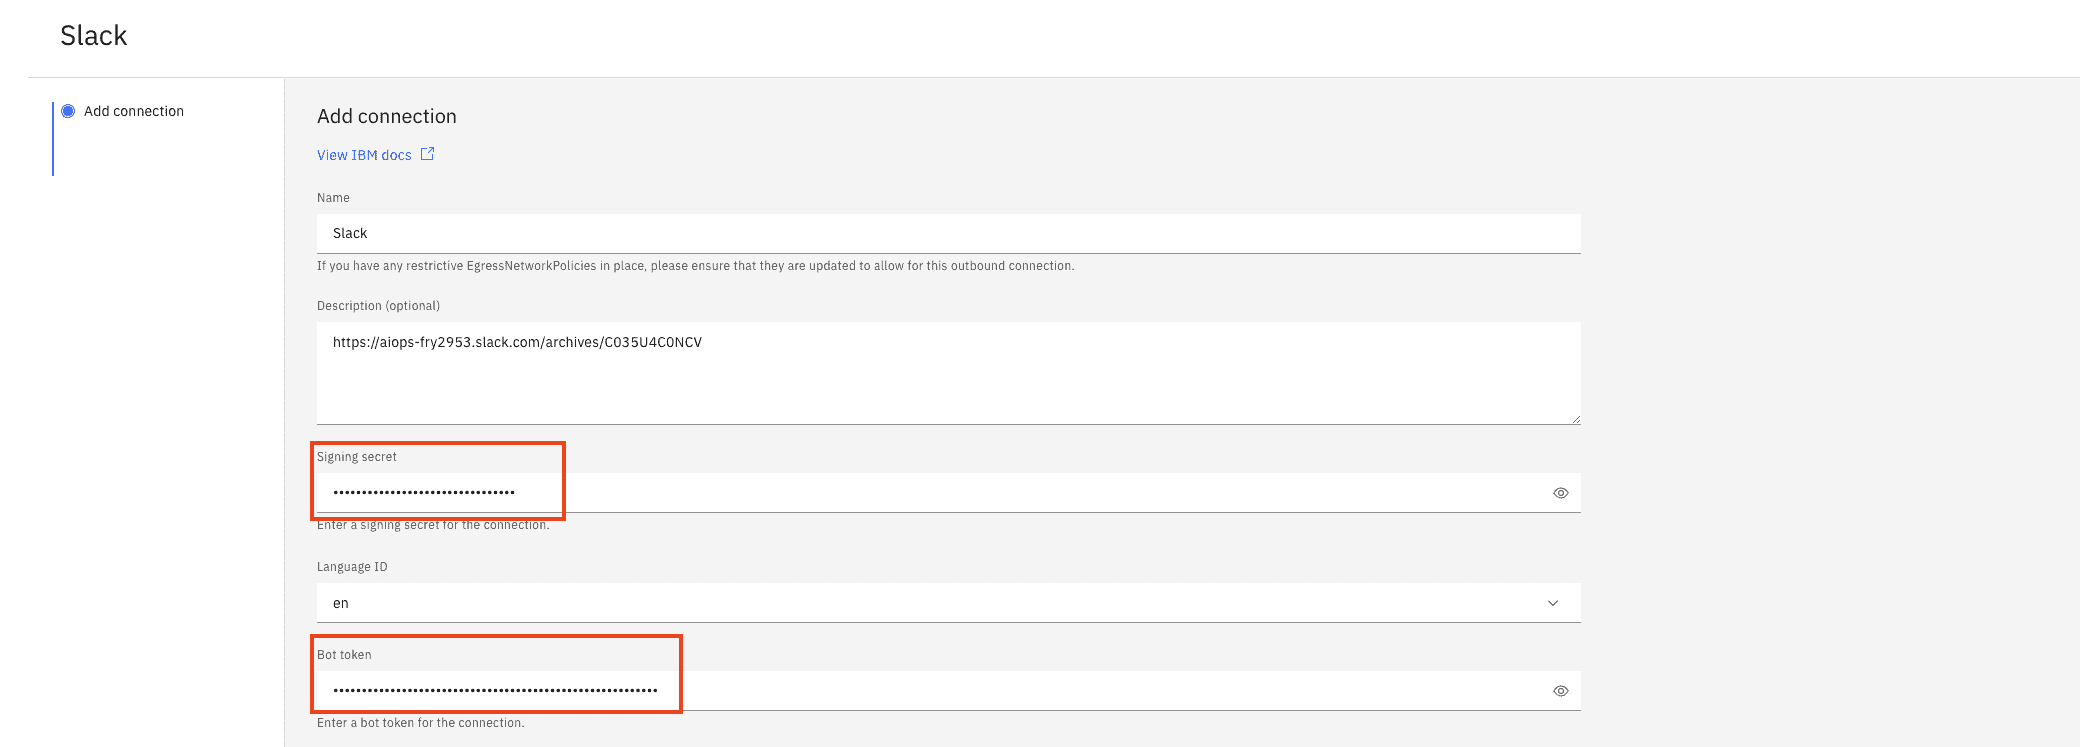 Slack
Add connection
Add connection
View IBM docs
Name
Slack
If you have any restrictive EgressNetworkPolicies in place, please ensure that they are updated to allow for this outbound connection.
Description (optional)
https://aiops-fry2953.slack.com/archives/C035U4C0NCV
Signing secret
••••••••••••••••••••••••••••••••
Enter a signing secret for the connection.
Language ID
en
Bot token
•••••••••••••••••••••••••••••••••••••••••••••••••••••••••
Enter a bot token for the connection.